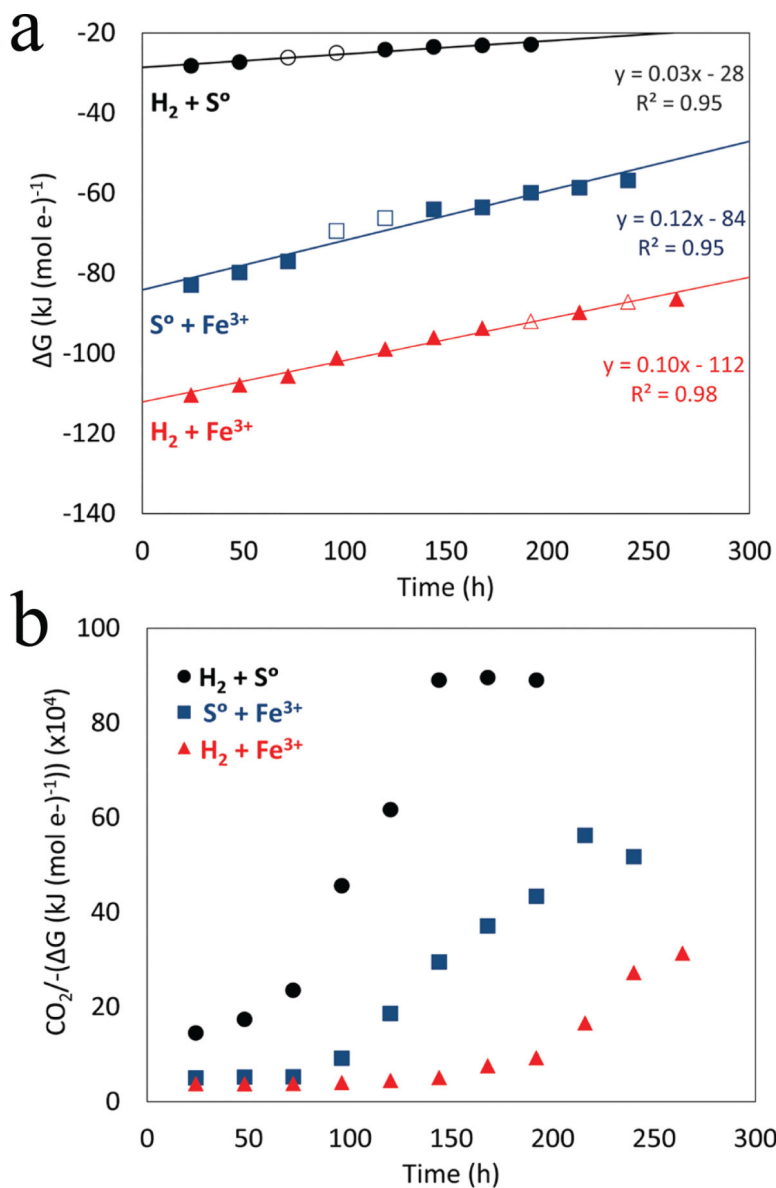 a
-20
-40
-60
-80
-100
-120
-140
ΔG (kJ (mol e-)⁻¹)
H₂ + Sº
y = 0.03x - 28
R² = 0.95
Sº + Fe³⁺
y = 0.12x - 84
R² = 0.95
H₂ + Fe³⁺
y = 0.10x - 112
R² = 0.98
0 50 100 150 200 250 300
Time (h)
b
100
80
60
40
20
0
CO₂/-(ΔG (kJ (mol e-)⁻¹)) (x10⁴)
H₂ + Sº
Sº + Fe³⁺
H₂ + Fe³⁺
0 50 100 150 200 250 300
Time (h)